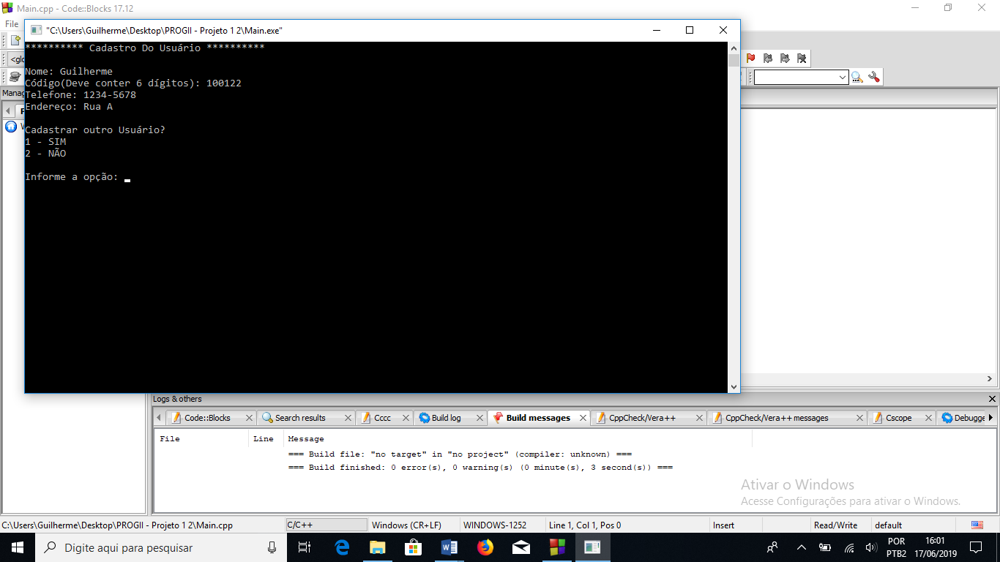 Main.cpp - Code::Blocks 17.12
File
"C:\Users\Guilherme\Desktop\PROGII - Projeto 1 2\Main.exe"
********** Cadastro Do Usuário **********
Nome: Guilherme
Código(Deve conter 6 dígitos): 100122
Telefone: 1234-5678
Endereço: Rua A
Cadastrar outro Usuário?
1 - SIM
2 - NÃO
Informe a opção:
Logs & others
Code::Blocks Search results Cccc Build log Build messages CppCheck/Vera++ CppCheck/Vera++ messages Cscope Debugge
File Line Message
=== Build file: "no target" in "no project" (compiler: unknown) ===
=== Build finished: 0 error(s), 0 warning(s) (0 minute(s), 3 second(s)) ===
Ativar o Windows
Acesse Configurações para ativar o Windows.
C:\Users\Guilherme\Desktop\PROGII - Projeto 1 2\Main.cpp C/C++ Windows (CR+LF) WINDOWS-1252 Line 1, Col 1, Pos 0 Insert Read/Write default
Digite aqui para pesquisar
POR
PTB2
16:01
17/06/2019